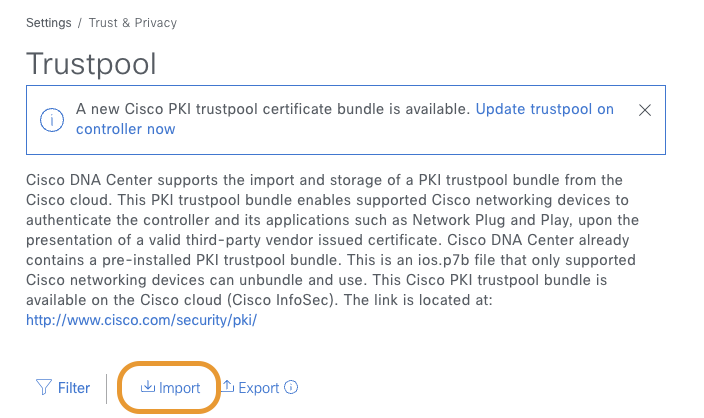 Settings / Trust & Privacy
Trustpool
A new Cisco PKI trustpool certificate bundle is available. Update trustpool on
controller now
Cisco DNA Center supports the import and storage of a PKI trustpool bundle from the
Cisco cloud. This PKI trustpool bundle enables supported Cisco networking devices to
authenticate the controller and its applications such as Network Plug and Play, upon the
presentation of a valid third-party vendor issued certificate. Cisco DNA Center already
contains a pre-installed PKI trustpool bundle. This is an ios.p7b file that only supported
Cisco networking devices can unbundle and use. This Cisco PKI trustpool bundle is
available on the Cisco cloud (Cisco InfoSec). The link is located at:
http://www.cisco.com/security/pki/
Filter Import Export